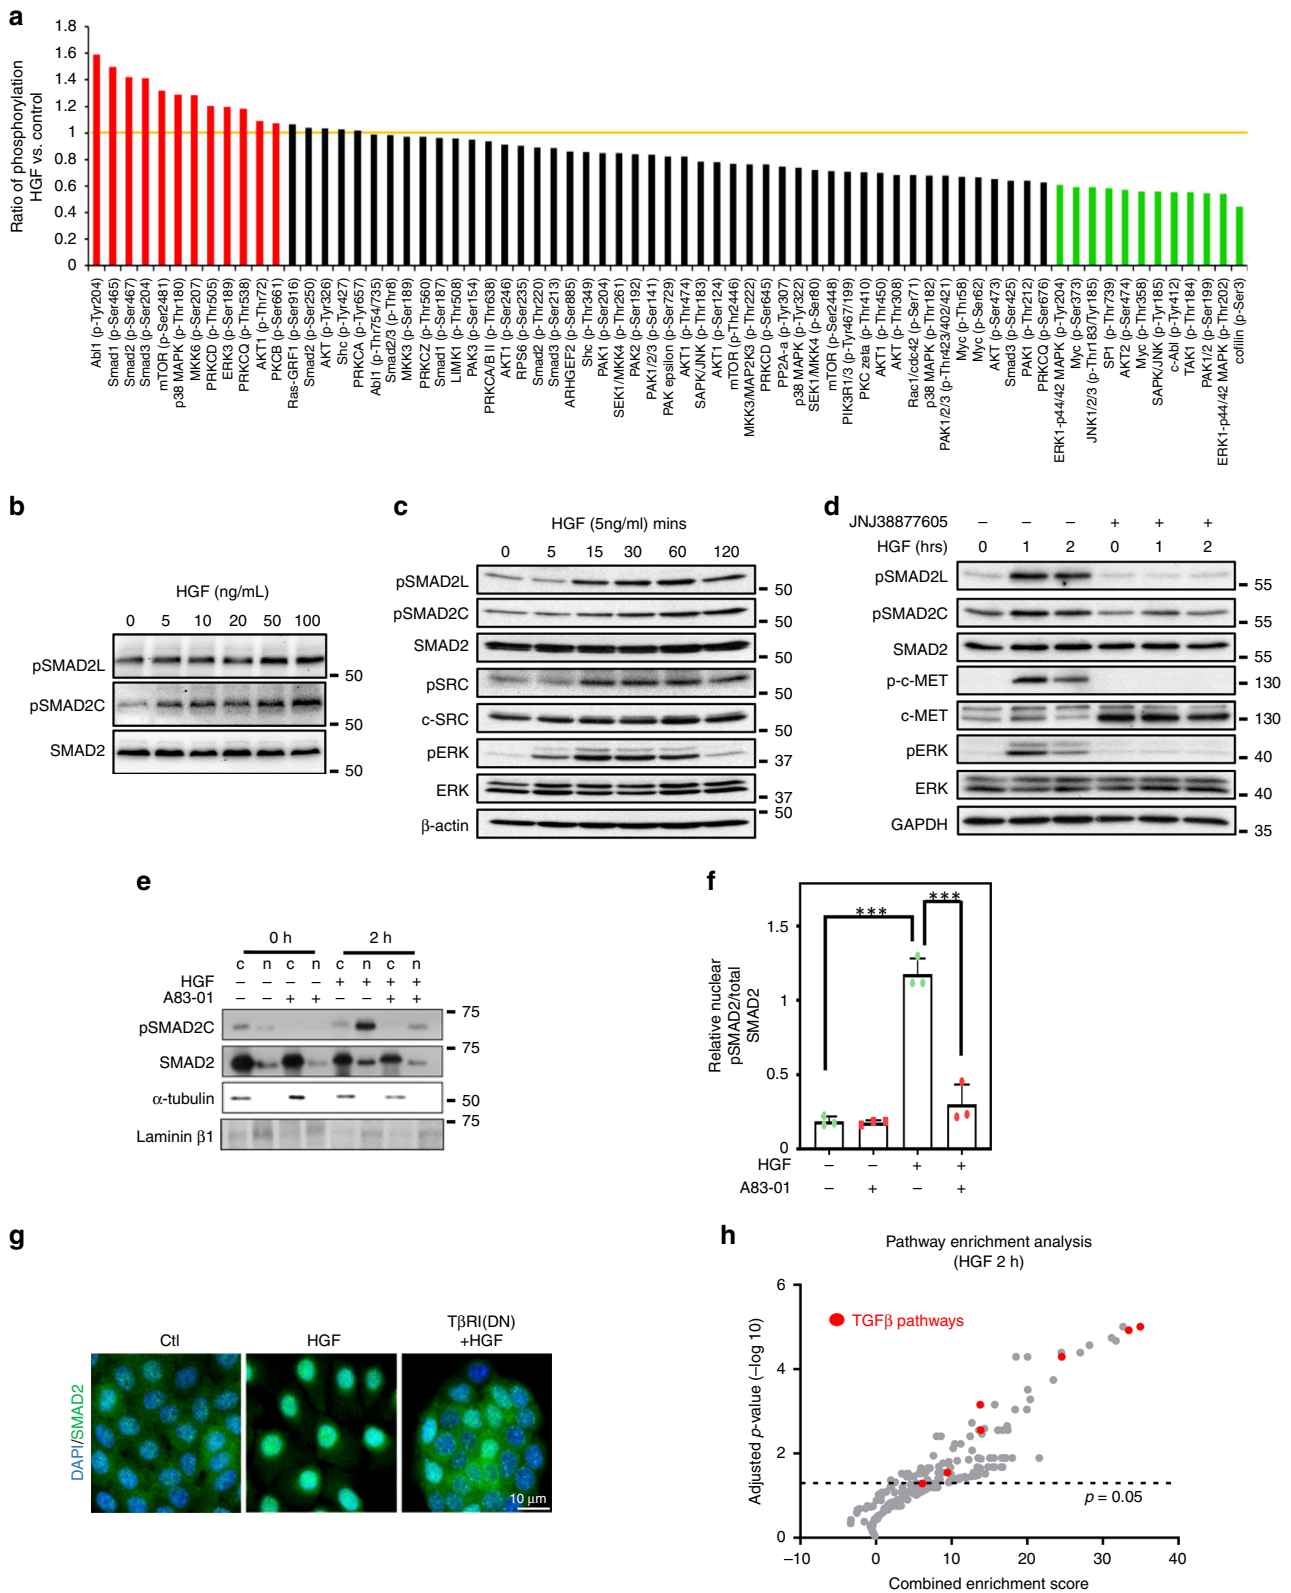 a
Ratio of phosphorylation
HGF vs. control
1.8
1.6
1.4
1.2
1
0.8
0.6
0.4
0.2
0
Abl1 (p-Tyr204)
Smad1 (p-Ser465)
Smad2 (p-Ser467)
Smad3 (p-Ser204)
mTOR (p-Ser2481)
p38 MAPK (p-Thr180)
MKK6 (p-Ser207)
PRKCD (p-Thr505)
ERK3 (p-Ser189)
PRKCQ (p-Thr538)
AKT1 (p-Thr72)
PKCB (p-Ser661)
Ras-GRF1 (p-Ser916)
Smad2 (p-Ser250)
AKT (p-Tyr326)
Shc (p-Tyr427)
PRKCA (p-Tyr657)
Abl1 (p-Thr754/735)
Smad2/3 (p-Thr8)
MKK3 (p-Ser189)
PRKCZ (p-Thr560)
Smad1 (p-Ser187)
LIMK1 (p-Thr508)
PAK3 (p-Ser154)
PRKCA/B II (p-Thr638)
AKT1 (p-Ser246)
RPS6 (p-Ser235)
Smad2 (p-Thr220)
Smad3 (p-Ser213)
ARHGEF2 (p-Ser885)
Shc (p-Thr349)
PAK1 (p-Ser204)
SEK1/MKK4 (p-Thr261)
PAK2 (p-Ser192)
PAK1/2/3 (p-Ser141)
PAK epsilon (p-Ser729)
AKT1 (p-Thr474)
SAPK/JNK (p-Thr183)
AKT1 (p-Ser124)
mTOR (p-Thr2446)
MKK3/MAP2K3 (p-Thr222)
PRKCD (p-Ser645)
PP2A-a (p-Tyr307)
p38 MAPK (p-Tyr322)
SEK1/MKK4 (p-Ser80)
mTOR (p-Ser2448)
PIK3R1/3 (p-Tyr467/199)
PKC zeta (p-Thr410)
AKT1 (p-Thr450)
AKT (p-Thr308)
Rac1/cdc42 (p-Ser71)
p38 MAPK (p-Thr182)
PAK1/2/3 (p-Thr423/402/421)
Myc (p-Thr58)
Myc (p-Ser62)
AKT (p-Ser473)
Smad3 (p-Ser425)
PAK1 (p-Thr212)
PRKCQ (p-Ser676)
ERK1-p44/42 MAPK (p-Tyr204)
Myc (p-Ser373)
JNK1/2/3 (p-Thr183/Tyr185)
SP1 (p-Thr739)
AKT2 (p-Ser474)
Myc (p-Thr358)
SAPK/JNK (p-Tyr185)
c-Abl (p-Tyr412)
TAK1 (p-Thr184)
PAK1/2 (p-Ser199)
ERK1-p44/42 MAPK (p-Thr202)
cofilin (p-Ser3)
b
HGF (ng/mL)
0 5 10 20 50 100
pSMAD2L
50
pSMAD2C
50
SMAD2
50
c
HGF (5ng/ml) mins
0 5 15 30 60 120
pSMAD2L
50
pSMAD2C
50
SMAD2
50
pSRC
50
c-SRC
50
pERK
37
ERK
37
50
β-actin
d
JNJ38877605 – – – + + +
HGF (hrs) 0 1 2 0 1 2
pSMAD2L
55
pSMAD2C
55
SMAD2
55
p-c-MET
130
c-MET
130
pERK
40
ERK
40
GAPDH
35
e
0 h 2 h
c n c n c n c n
HGF – – – – + + + +
A83-01 – – + + – – + +
75
pSMAD2C
75
SMAD2
α-tubulin
50
75
Laminin β1
f
Relative nuclear
pSMAD2/total
SMAD2
1.5
1
0.5
0
*** ***
HGF – – + +
A83-01 – + – +
g
DAPI/SMAD2
Ctl
HGF
TβRI(DN)
+HGF
10 μm
h
Pathway enrichment analysis
(HGF 2 h)
Adjusted p-value (–log 10)
6
4
2
0
TGFβ pathways
p = 0.05
–10 0 10 20 30 40
Combined enrichment score